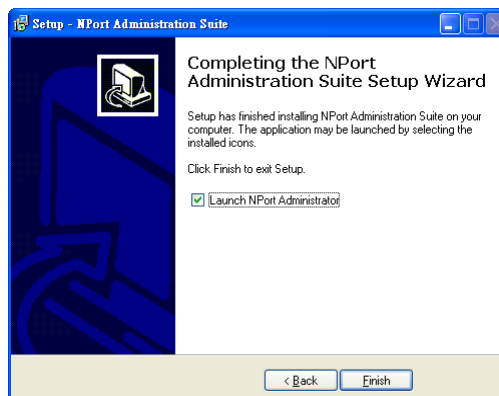 Setup - NPort Administration Suite
Completing the NPort
Administration Suite Setup Wizard
Setup has finished installing NPort Administration Suite on your
computer. The application may be launched by selecting the
installed icons.
Click Finish to exit Setup.
Launch NPort Administrator
< Back
Finish